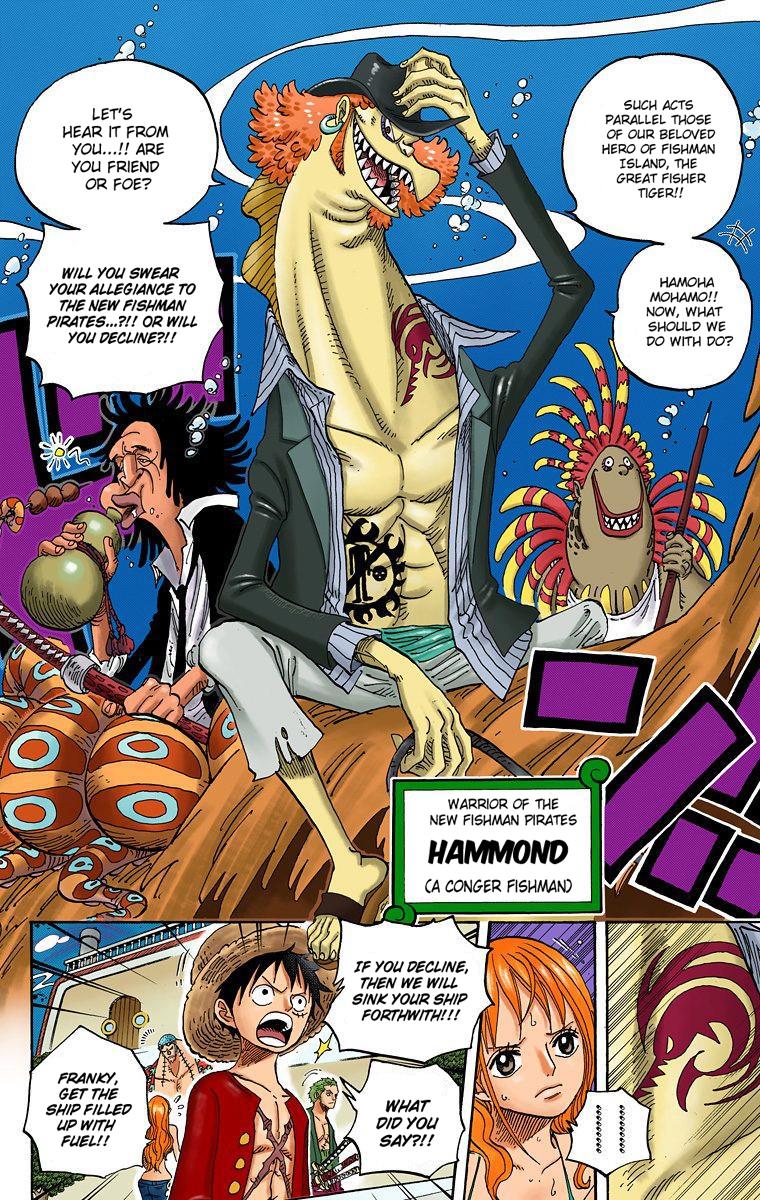 SUCH ACTS
PARALLEL THOSE
OF OUR BELOVED
HERO OF FISHMAN
ISLAND, THE
GREAT FISHER
TIGER!!
HAMOHA
MOHAMO!!
NOW, WHAT
SHOULD WE
DO WITH DO?
LET'S
HEAR IT FROM
YOU...!! ARE
YOU FRIEND
OR FOE?
WILL YOU SWEAR
YOUR ALLEGIANCE TO
THE NEW FISHMAN
PIRATES...?!! OR WILL
YOU DECLINE?!!
WARRIOR OF THE
NEW FISHMAN PIRATES
HAMMOND
(A CONGER FISHMAN)
IF YOU DECLINE,
THEN WE WILL
SINK YOUR SHIP
FORTHWITH!!!
WHAT
DID YOU
SAY?!!
FRANKY,
GET THE
SHIP FILLED
UP WITH
FUEL!!